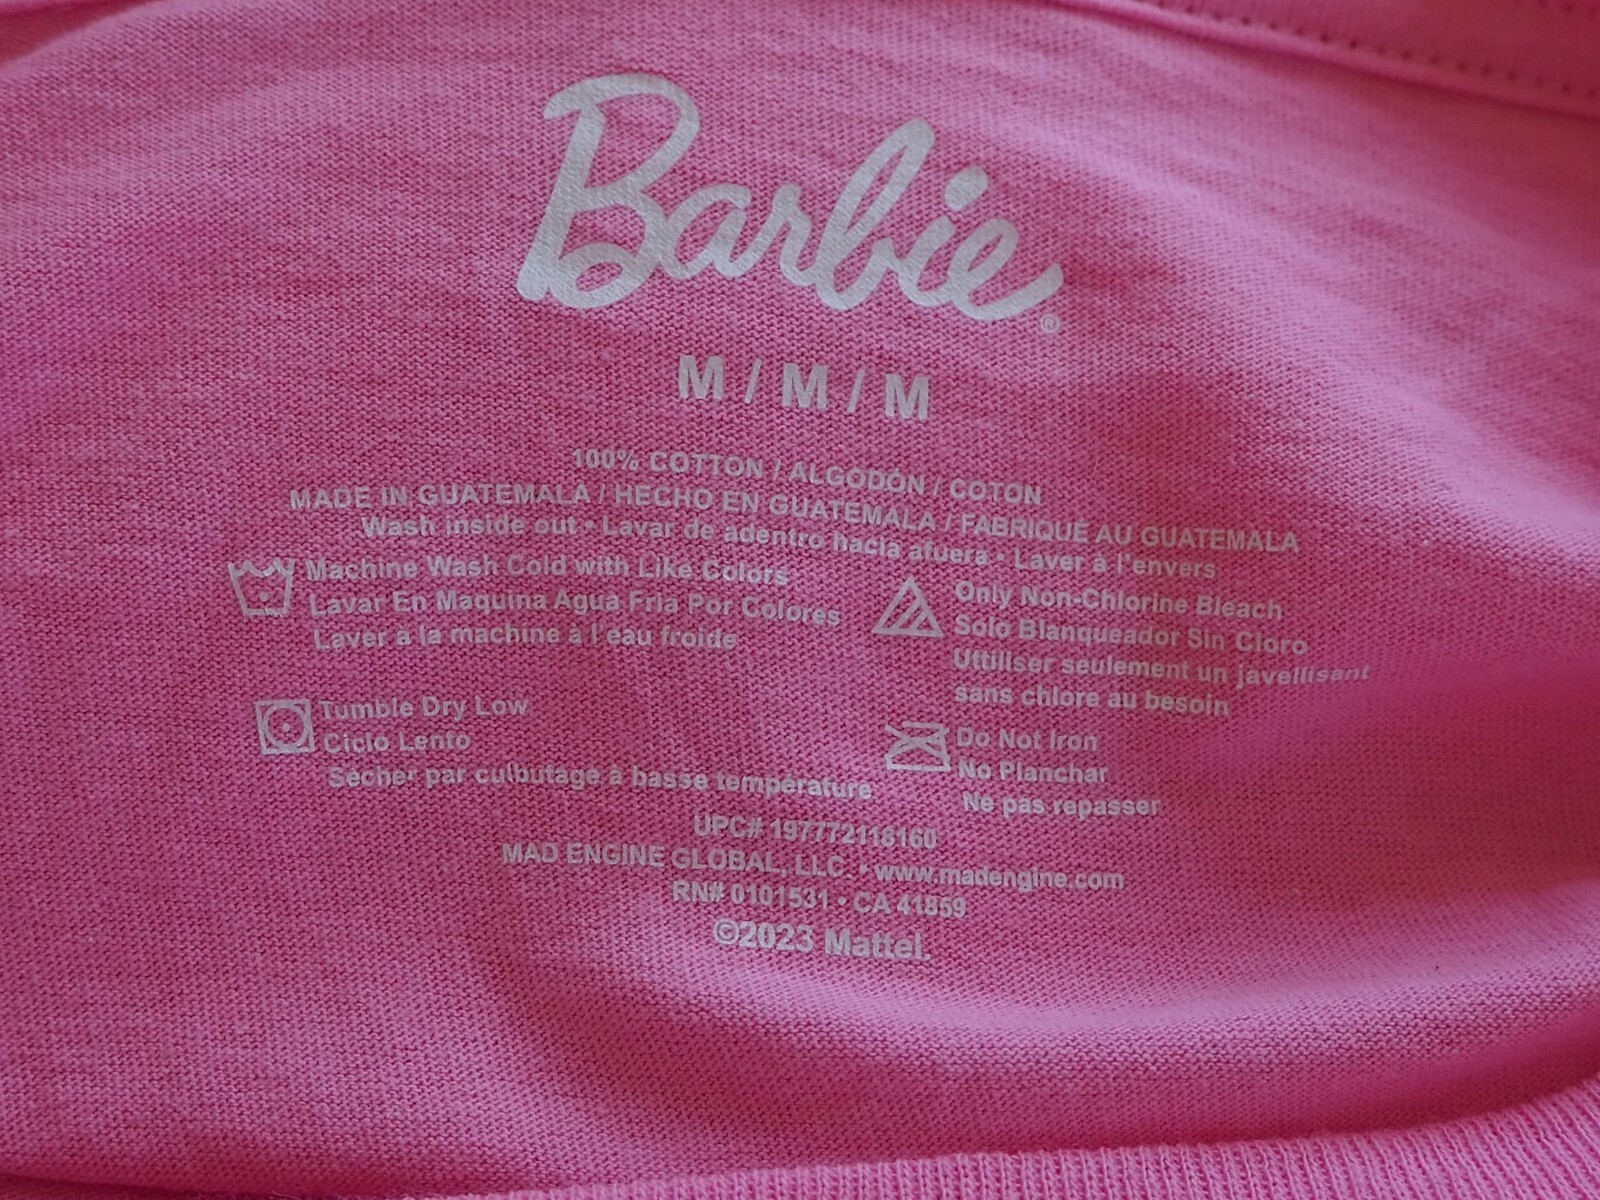 Barbie®
M / M / M
100% COTTON / ALGODÓN / COTON
MADE IN GUATEMALA / HECHO EN GUATEMALA / FABRIQUÉ AU GUATEMALA
Wash inside out • Lavar de adentro hacia afuera • Laver à l'envers
Machine Wash Cold with Like Colors
Lavar En Maquina Agua Fria Por Colores
Laver à la machine à l'eau froide
Only Non-Chlorine Bleach
Solo Blanqueador Sin Cloro
Uttiliser seulement un javellisant
sans chlore au besoin
Tumble Dry Low
Ciclo Lento
Sécher par culbutage à basse température
Do Not Iron
No Planchar
Ne pas repasser
UPC# 197772118160
MAD ENGINE GLOBAL, LLC. • www.madengine.com
RN# 0101531 • CA 41859
©2023 Mattel.